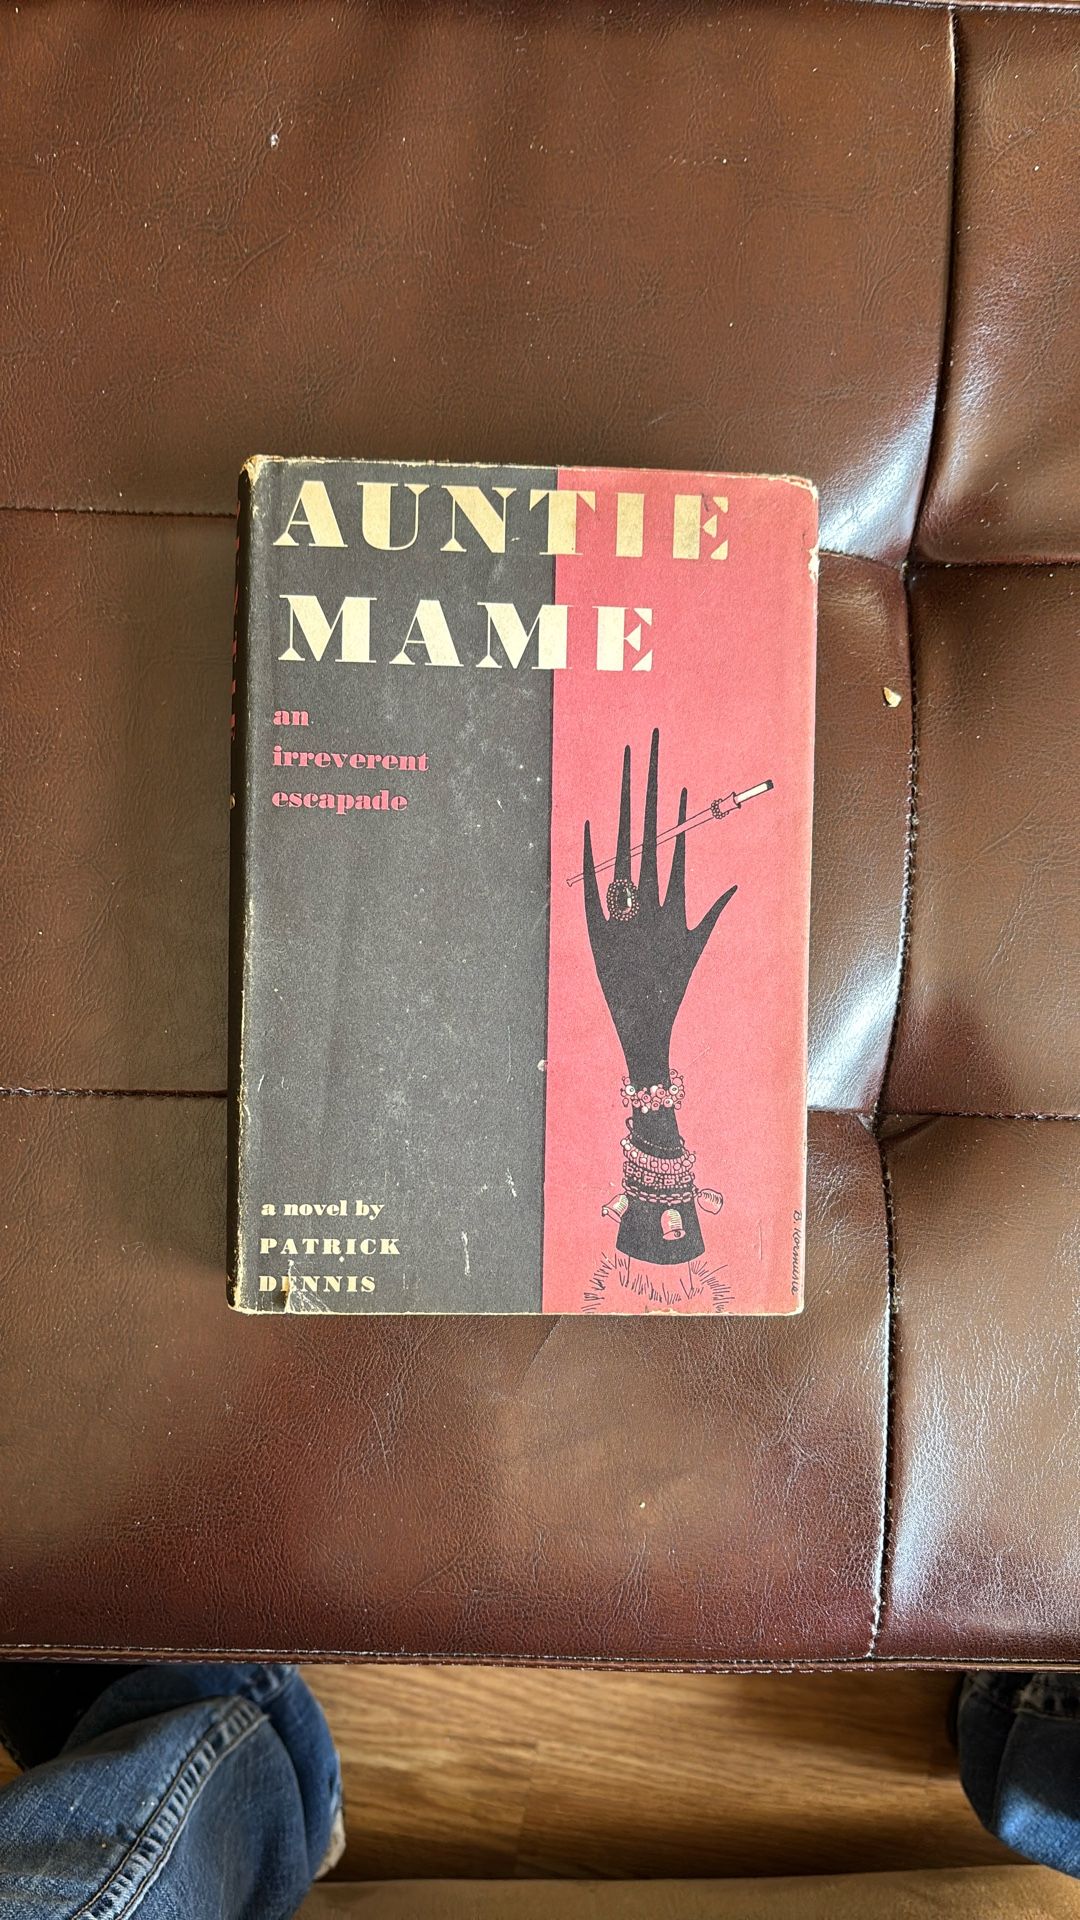 AUNTIE
MAME
an
irreverent
escapade
a novel by
PATRICK
DENNIS